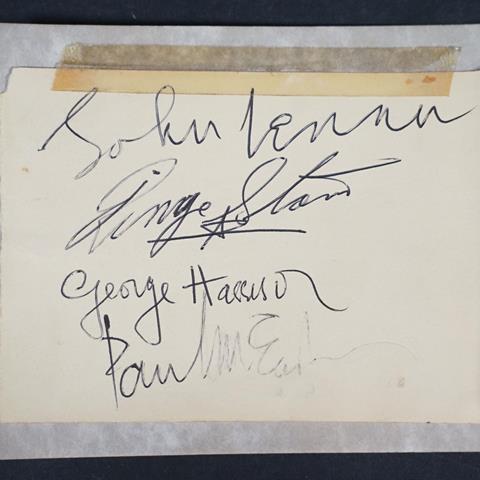 John Lennon
Ringo Starr
George Harrison
Paul McCartney